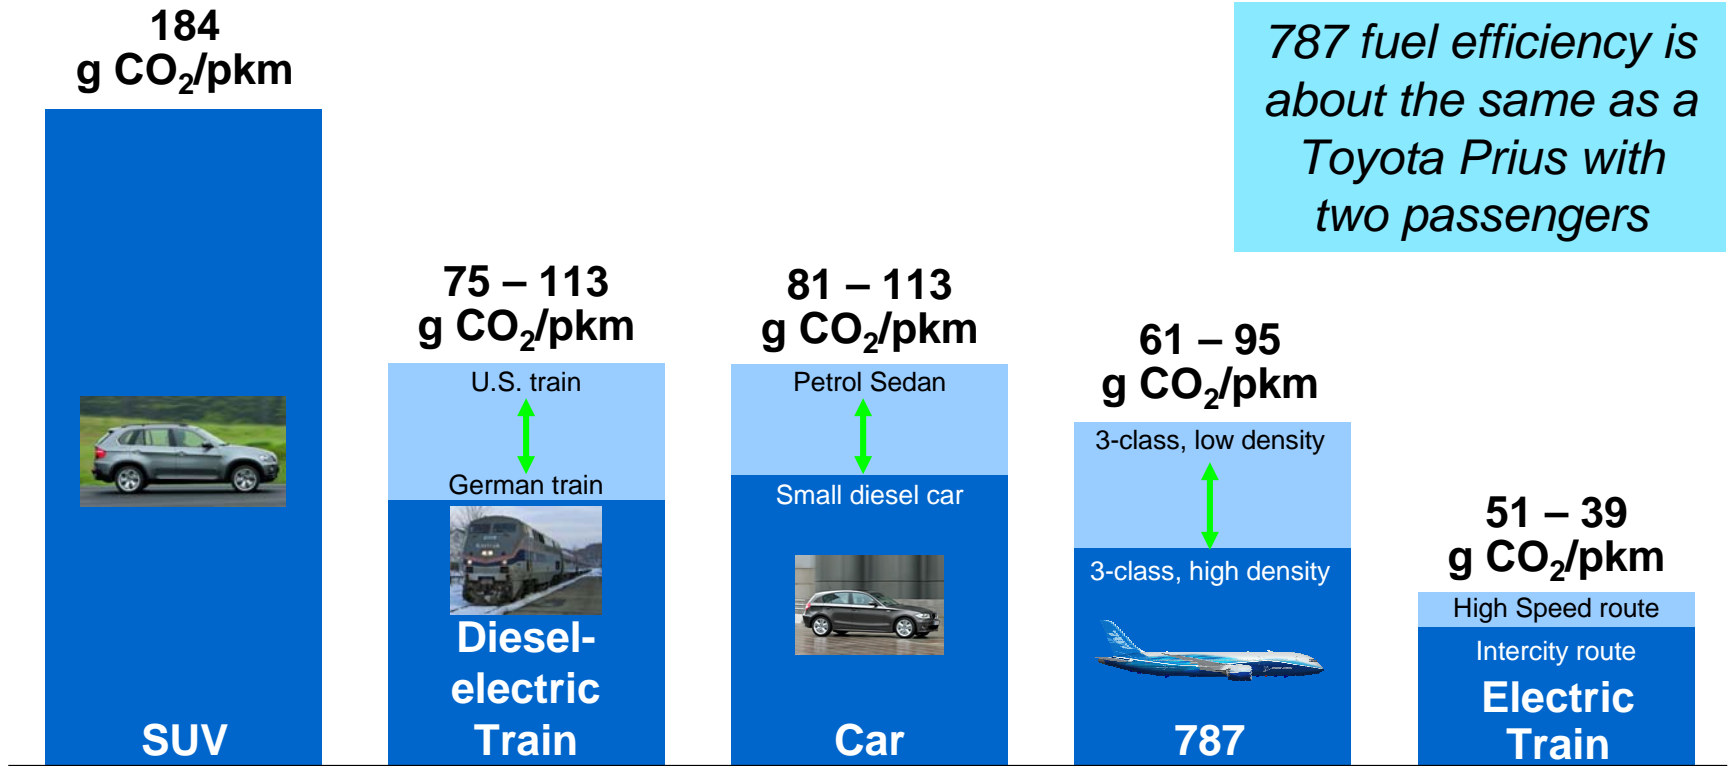 184
g CO₂/pkm
SUV
75 – 113
g CO₂/pkm
U.S. train
German train
Diesel-
electric
Train
81 – 113
g CO₂/pkm
Petrol Sedan
Small diesel car
Car
61 – 95
g CO₂/pkm
3-class, low density
3-class, high density
787
787 fuel efficiency is
about the same as a
Toyota Prius with
two passengers
51 – 39
g CO₂/pkm
High Speed route
Intercity route
Electric
Train